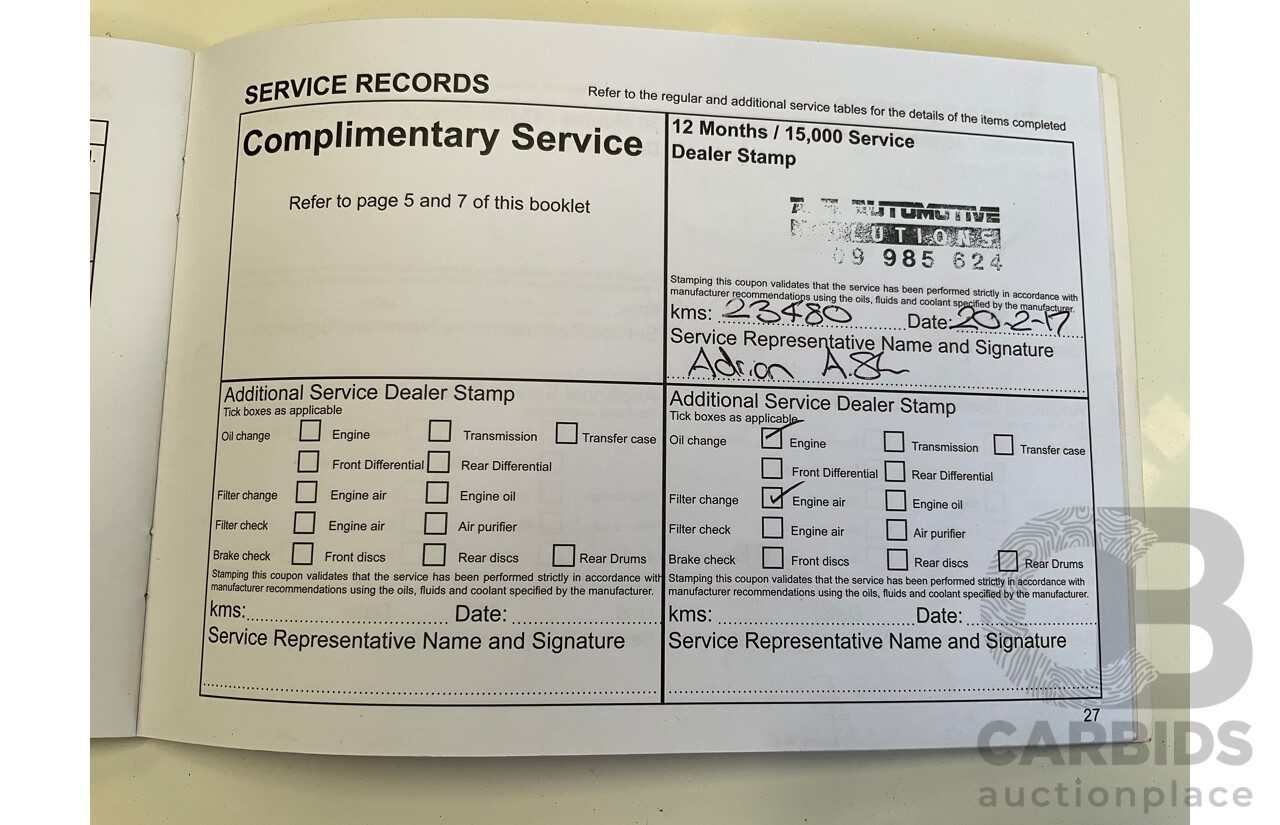 SERVICE RECORDS
Refer to the regular and additional service tables for the details of the items completed
Complimentary Service
Refer to page 5 and 7 of this booklet
12 Months / 15,000 Service
Dealer Stamp
AUTOMOTIVE
985 624
Stamping this coupon validates that the service has been performed strictly in accordance with
manufacturer recommendations using the oils, fluids and coolant specified by the manufacturer.
kms: 23480 Date: 20-2-17
Service Representative Name and Signature
Adrian
Additional Service Dealer Stamp
Tick boxes as applicable
Oil change Engine Transmission Transfer case
Front Differential Rear Differential
Filter change Engine air Engine oil
Filter check Engine air Air purifier
Brake check Front discs Rear discs Rear Drums
Stamping this coupon validates that the service has been performed strictly in accordance with
manufacturer recommendations using the oils, fluids and coolant specified by the manufacturer.
kms: Date:
Service Representative Name and Signature
Additional Service Dealer Stamp
Tick boxes as applicable
Oil change Engine Transmission Transfer case
Front Differential Rear Differential
Filter change Engine air Engine oil
Filter check Engine air Air purifier
Brake check Front discs Rear discs Rear Drums
Stamping this coupon validates that the service has been performed strictly in accordance with
manufacturer recommendations using the oils, fluids and coolant specified by the manufacturer.
kms: Date:
Service Representative Name and Signature
27
CARBIDS
auctionplace